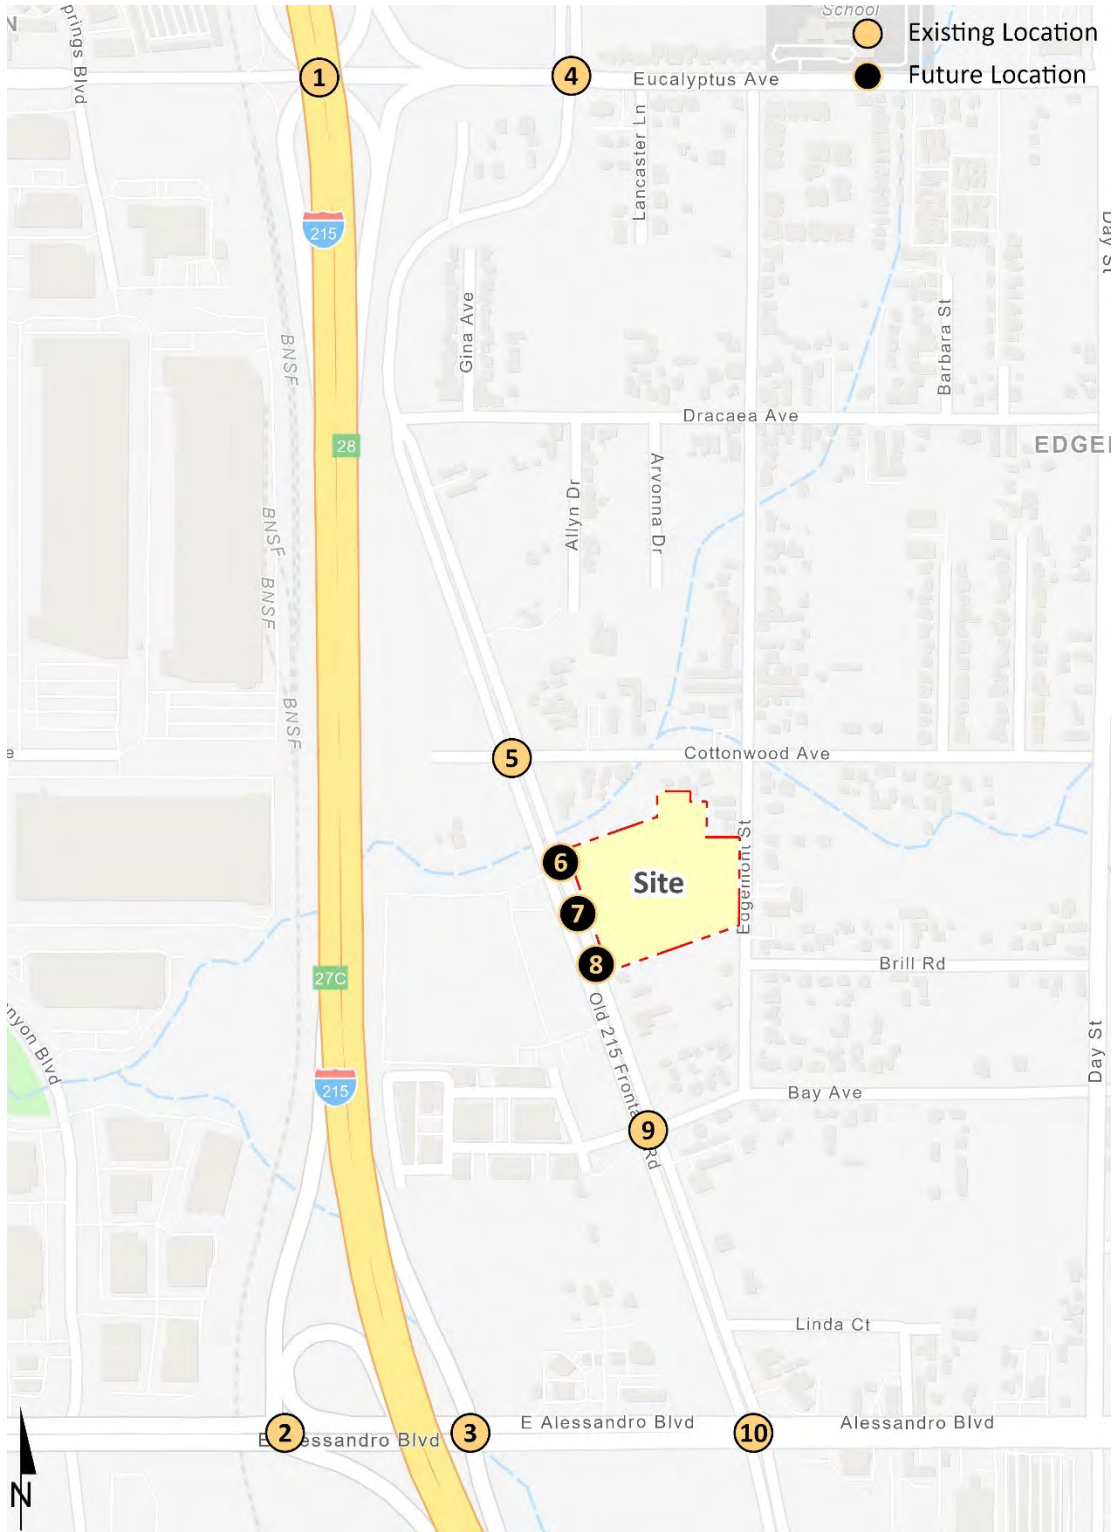 School
Existing Location
Future Location
N
prings Blvd
1
4
Eucalyptus Ave
Lancaster Ln
215
Day St
Gina Ave
BNSF
Barbara St
Dracaea Ave
28
EDGE
Allyn Dr
Arvonna Dr
BNSF
BNSF
BNSF
5
Cottonwood Ave
e
6
Site
Edgemont St
7
8
Brill Rd
27C
Old 215 Fronta
Rd
nyon Blvd
Day St
215
Bay Ave
9
Linda Ct
2
E
lessandro Blvd
3
E Alessandro Blvd
10
Alessandro Blvd
N